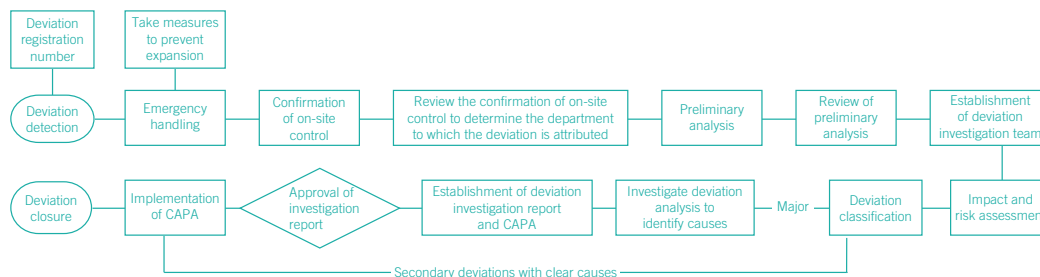 Deviation
registration
number
Take measures
to prevent
expansion
Deviation
detection
Emergency
handling
Confirmation
of on-site
control
Review the confirmation of on-site
control to determine the department
to which the deviation is attributed
Preliminary
analysis
Review of
preliminary
analysis
Establishment
of deviation
investigation team
Deviation
closure
Implementation
of CAPA
Approval of
investigation
report
Establishment of deviation
investigation report
and CAPA
Investigate deviation
analysis to
identify causes
Major
Deviation
classification
Impact and
risk assessment
Secondary deviations with clear causes